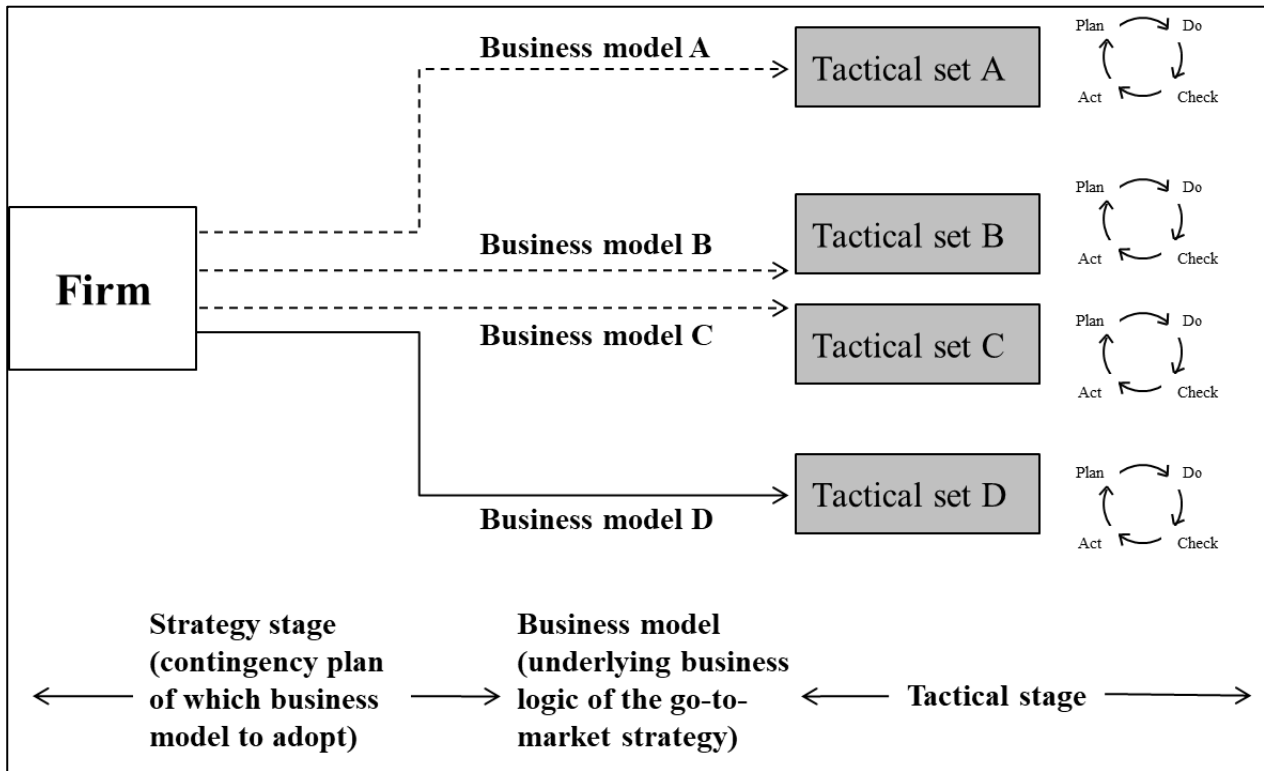 Business model A
Tactical set A
Plan
Do
Act
Check
Firm
Business model B
Tactical set B
Plan
Do
Act
Check
Business model C
Tactical set C
Plan
Do
Act
Check
Business model D
Tactical set D
Plan
Do
Act
Check
Strategy stage
(contingency plan
of which business
model to adopt)
Business model
(underlying business
logic of the go-to-
market strategy)
Tactical stage